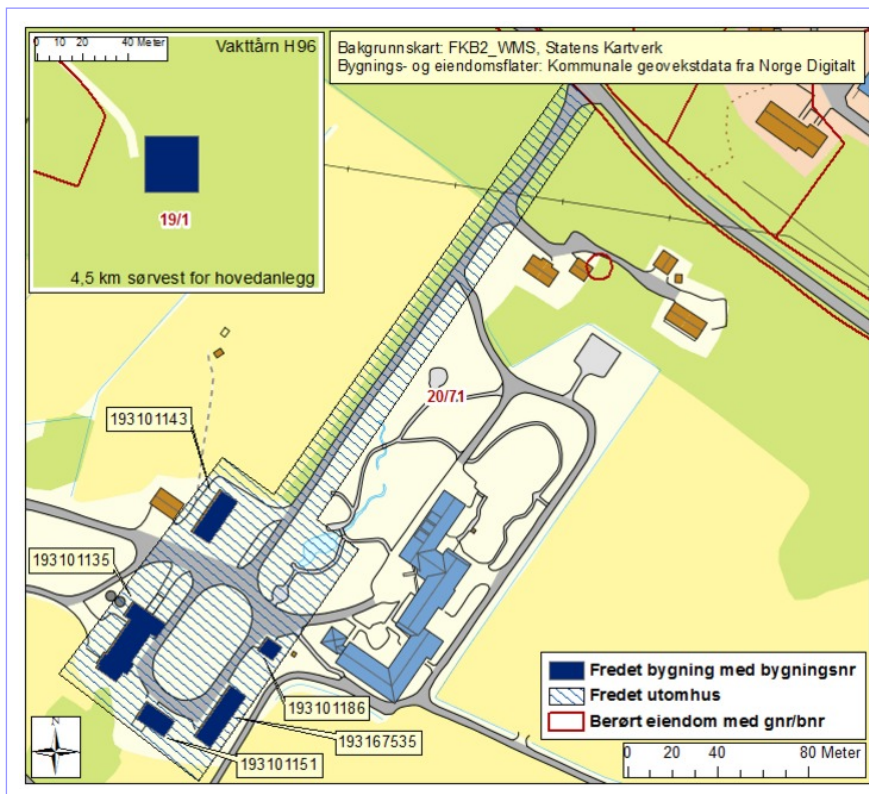 0 10 20 40 Meter
Vakttårn H96
19/1
4,5 km sørvest for hovedanlegg
Bakgrunnskart: FKB2_WMS, Statens Kartverk
Bygnings- og eiendomsflater: Kommunale geovekstdata fra Norge Digitalt
20/7.1
193101143
193101135
193101186
193167535
193101151
Fredet bygning med bygningsnr
Fredet utomhus
Berørt eiendom med gnr/bnr
N
0 20 40 80 Meter